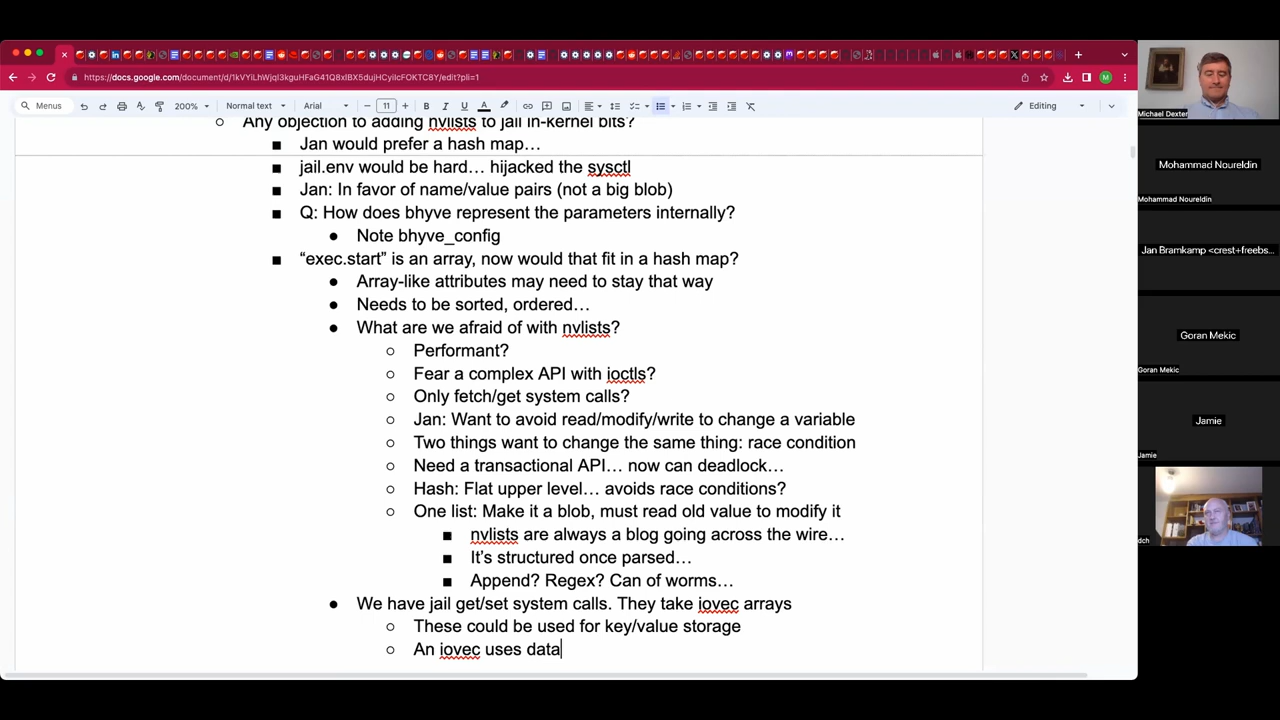 https://docs.google.com/document/d/1kVYiLhWjqI3kguHFaG41Q8xIBX5dujHCyiIcFOKTC8Y/edit?pli=1
M
Menus
200%
Normal text
Arial
11
Editing
Any objection to adding nvlists to jail in-kernel bits?
Jan would prefer a hash map…
jail.env would be hard… hijacked the sysctl
Jan: In favor of name/value pairs (not a big blob)
Q: How does bhyve represent the parameters internally?
Note bhyve_config
“exec.start” is an array, now would that fit in a hash map?
Array-like attributes may need to stay that way
Needs to be sorted, ordered…
What are we afraid of with nvlists?
Performant?
Fear a complex API with ioctls?
Only fetch/get system calls?
Jan: Want to avoid read/modify/write to change a variable
Two things want to change the same thing: race condition
Need a transactional API… now can deadlock…
Hash: Flat upper level… avoids race conditions?
One list: Make it a blob, must read old value to modify it
nvlists are always a blog going across the wire…
It’s structured once parsed…
Append? Regex? Can of worms…
We have jail get/set system calls. They take iovec arrays
These could be used for key/value storage
An iovec uses data
Michael Dexter
Mohammad Noureldin
Mohammad Noureldin
Jan Bramkamp <crest+freebs...
Goran Mekic
Goran Mekic
Jamie
Jamie
dch